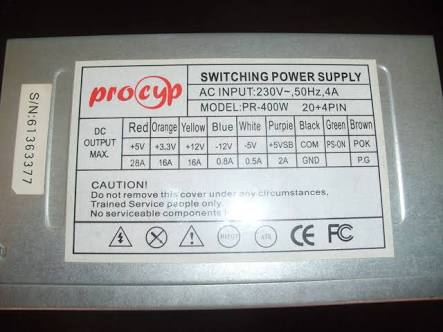 procyp
SWITCHING POWER SUPPLY
AC INPUT:230V~,50Hz,4A
MODEL:PR-400W 20+4PIN
DC OUTPUT MAX. Red Orange Yellow Blue White Purple Black Green Brown
+5V +3.3V +12V -12V -5V +5VSB COM PS-ON POK
28A 16A 16A 0.8A 0.5A 2A GND P.G
CAUTION!
Do not remove this cover under any circumstances,
Trained Service people only.
No serviceable components
CE FC
S/N:61363377